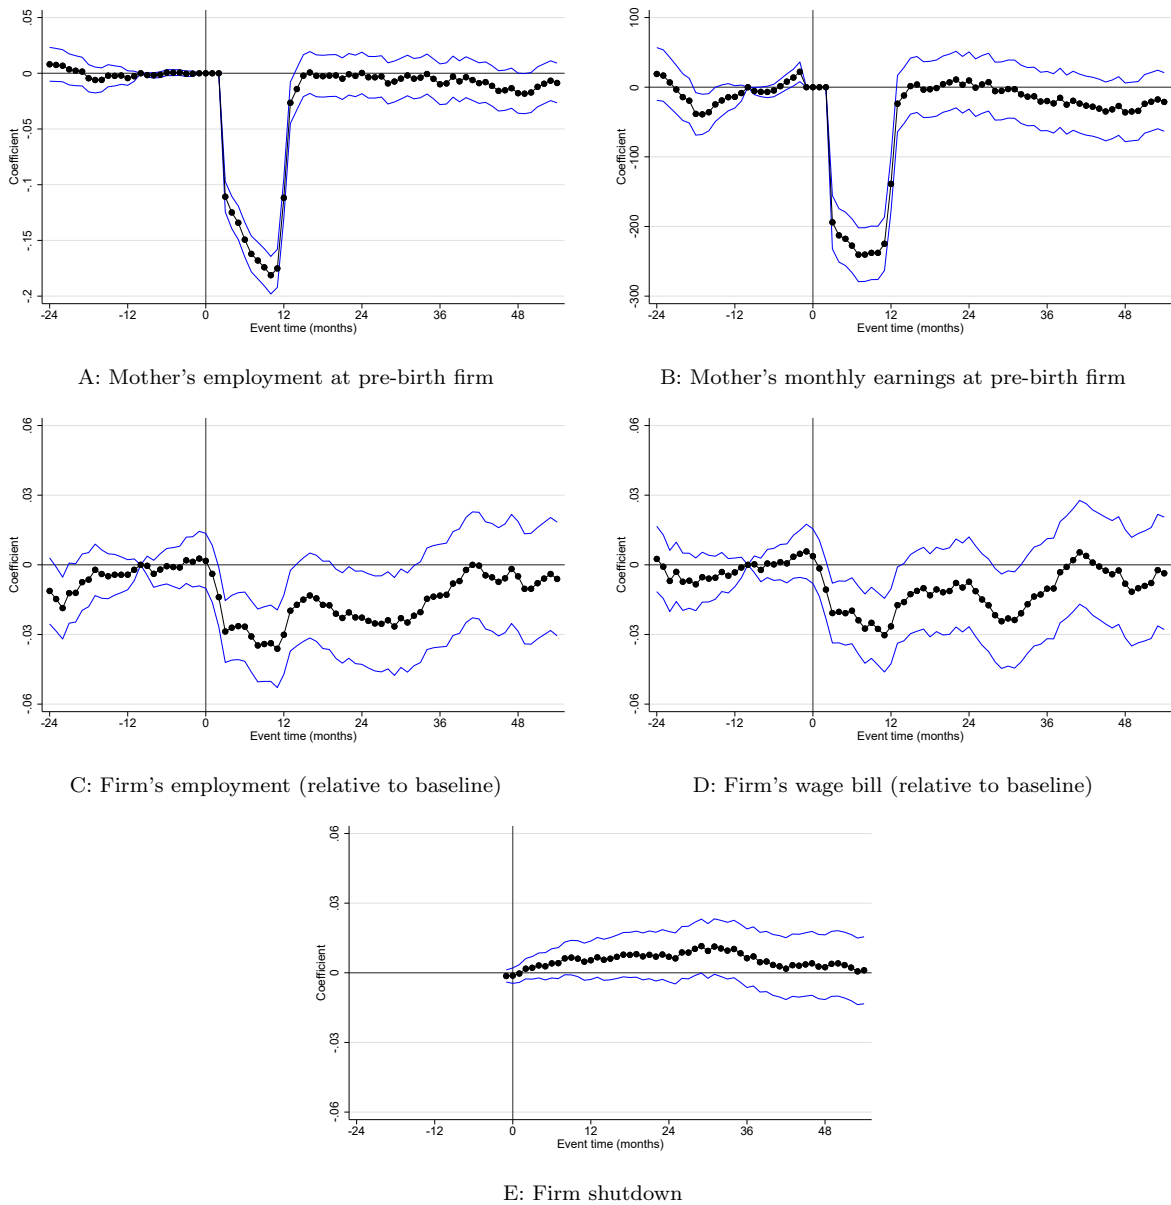 .05
0
-.05
-.1
-.15
-.2
Coefficient
-24 -12 0 12 24 36 48
Event time (months)
A: Mother's employment at pre-birth firm
100
0
-100
-200
-300
Coefficient
-24 -12 0 12 24 36 48
Event time (months)
B: Mother's monthly earnings at pre-birth firm
.06
.03
0
-.03
-.06
Coefficient
-24 -12 0 12 24 36 48
Event time (months)
C: Firm's employment (relative to baseline)
.06
.03
0
-.03
-.06
Coefficient
-24 -12 0 12 24 36 48
Event time (months)
D: Firm's wage bill (relative to baseline)
.06
.03
0
-.03
-.06
Coefficient
-24 -12 0 12 24 36 48
Event time (months)
E: Firm shutdown